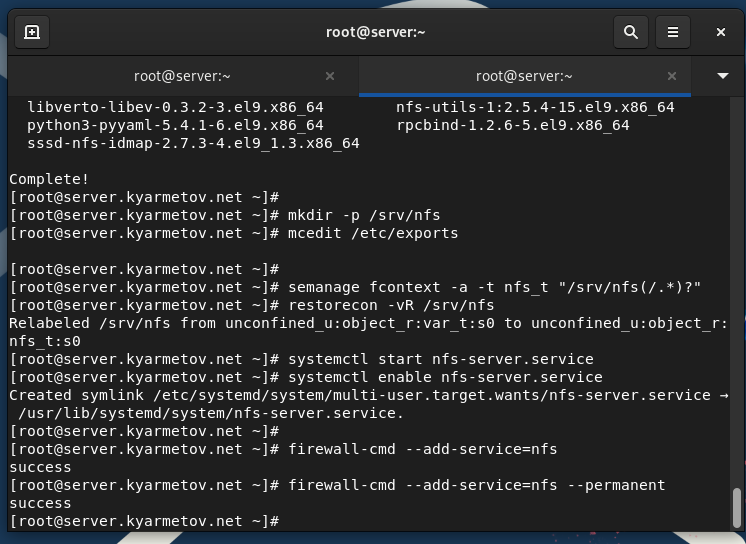 root@server:~
root@server:~
root@server:~
libverto-libev-0.3.2-3.el9.x86_64 nfs-utils-1:2.5.4-15.el9.x86_64
python3-pyyaml-5.4.1-6.el9.x86_64 rpcbind-1.2.6-5.el9.x86_64
sssd-nfs-idmap-2.7.3-4.el9_1.3.x86_64
Complete!
[root@server.kyarmetov.net ~]#
[root@server.kyarmetov.net ~]# mkdir -p /srv/nfs
[root@server.kyarmetov.net ~]# mcedit /etc/exports
[root@server.kyarmetov.net ~]#
[root@server.kyarmetov.net ~]# semanage fcontext -a -t nfs_t "/srv/nfs(/.*)?"
[root@server.kyarmetov.net ~]# restorecon -vR /srv/nfs
Relabeled /srv/nfs from unconfined_u:object_r:var_t:s0 to unconfined_u:object_r:
nfs_t:s0
[root@server.kyarmetov.net ~]# systemctl start nfs-server.service
[root@server.kyarmetov.net ~]# systemctl enable nfs-server.service
Created symlink /etc/systemd/system/multi-user.target.wants/nfs-server.service →
/usr/lib/systemd/system/nfs-server.service.
[root@server.kyarmetov.net ~]#
[root@server.kyarmetov.net ~]# firewall-cmd --add-service=nfs
success
[root@server.kyarmetov.net ~]# firewall-cmd --add-service=nfs --permanent
success
[root@server.kyarmetov.net ~]#